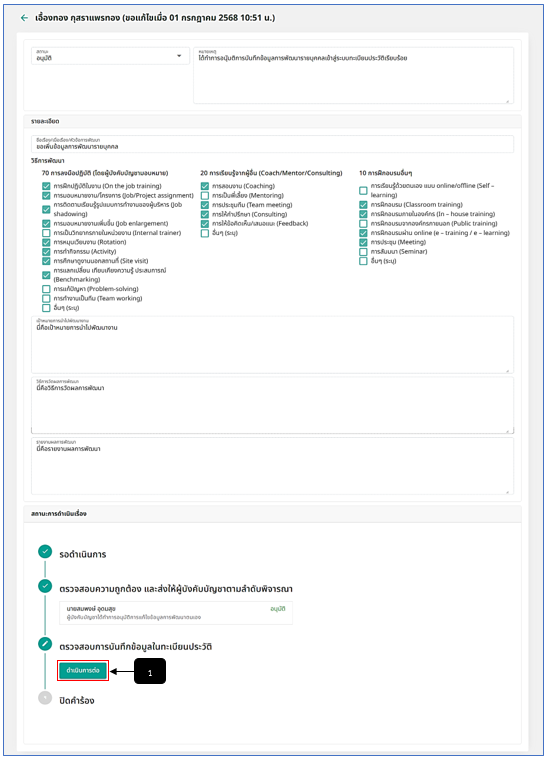 เอื้องทอง กุสราแพรทอง (ขอแก้ไขเมื่อ 01 กรกฎาคม 2568 10:51 น.)
สถานะ
อนุมัติ
หมายเหตุ
ได้ทำการอนุมัติการบันทึกข้อมูลการพัฒนารายบุคคลเข้าสู่ระบบทะเบียนประวัติเรียบร้อย
รายละเอียด
ชื่อเรื่อง/หรือเรื่อง/หัวข้อการพัฒนา
ขอเพิ่มข้อมูลการพัฒนารายบุคคล
วิธีการพัฒนา
70 การลงมือปฏิบัติ (โดยผู้บังคับบัญชามอบหมาย)
การฝึกปฏิบัติในงาน (On the job training)
การมอบหมายงาน/โครงการ (Job/Project assignment)
การติดตามเรียนรู้รูปแบบการทำงานของผู้บริหาร (Job
shadowing)
การมอบหมายงานเพิ่มขึ้น (Job enlargement)
การเป็นวิทยากรภายในหน่วยงาน (Internal trainer)
การหมุนเวียนงาน (Rotation)
การทำกิจกรรม (Activity)
การศึกษาดูงานนอกสถานที่ (Site visit)
การแลกเปลี่ยน เทียบเคียงความรู้ ประสบการณ์
(Benchmarking)
การแก้ปัญหา (Problem-solving)
การทำงานเป็นทีม (Team working)
อื่นๆ (ระบุ)
20 การเรียนรู้จากผู้อื่น (Coach/Mentor/Consulting)
การสอนงาน (Coaching)
การเป็นพี่เลี้ยง (Mentoring)
การประชุมทีม (Team meeting)
การให้คำปรึกษา (Consulting)
การให้ข้อคิดเห็น/เสนอแนะ (Feedback)
อื่นๆ (ระบุ)
10 การฝึกอบรมอื่นๆ
การเรียนรู้ด้วยตนเอง แบบ online/offline (Self –
learning)
การฝึกอบรม (Classroom training)
การฝึกอบรมภายในองค์กร (In – house training)
การฝึกอบรมจากองค์กรภายนอก (Public training)
การฝึกอบรมผ่าน online (e – training / e – learning)
การประชุม (Meeting)
การสัมมนา (Seminar)
อื่นๆ (ระบุ)
เป้าหมายการนำไปพัฒนางาน
นี่คือเป้าหมายการนำไปพัฒนางาน
วิธีการวัดผลการพัฒนา
นี่คือวิธีการวัดผลการพัฒนา
รายงานผลการพัฒนา
นี่คือรายงานผลการพัฒนา
สถานะการดำเนินเรื่อง
รอดำเนินการ
ตรวจสอบความถูกต้อง และส่งให้ผู้บังคับบัญชาตามลำดับพิจารณา
นายสมพงษ์ อุดมสุข
อนุมัติ
ผู้บังคับบัญชาได้ทำการอนุมัติการแก้ไขข้อมูลการพัฒนาตนเอง
ตรวจสอบการบันทึกข้อมูลในทะเบียนประวัติ
ดำเนินการต่อ
1
ปิดคำร้อง